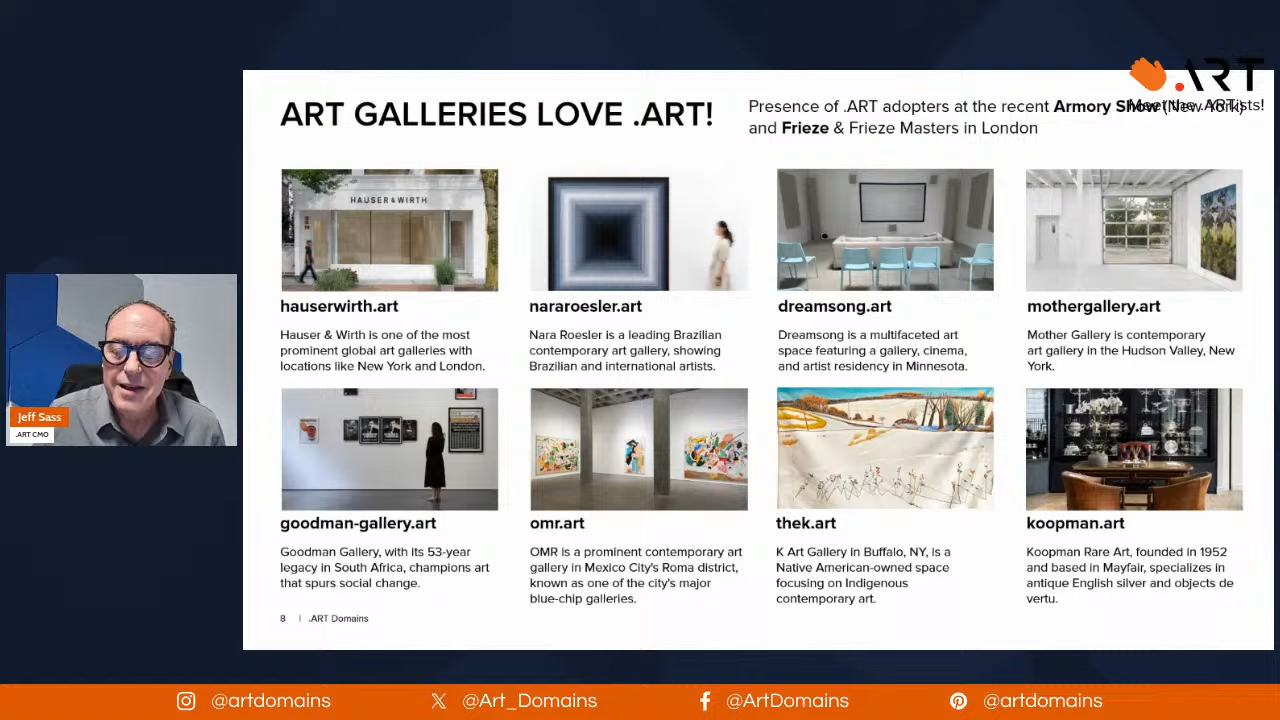 .ART
Meet the .ARTists!
ART GALLERIES LOVE .ART!
Presence of .ART adopters at the recent Armory Show (New York)
and Frieze & Frieze Masters in London
HAUSER & WIRTH
hauserwirth.art
Hauser & Wirth is one of the most
prominent global art galleries with
locations like New York and London.
nararoesler.art
Nara Roesler is a leading Brazilian
contemporary art gallery, showing
Brazilian and international artists.
dreamsong.art
Dreamsong is a multifaceted art
space featuring a gallery, cinema,
and artist residency in Minnesota.
mothergallery.art
Mother Gallery is contemporary
art gallery in the Hudson Valley, New
York.
Jeff Sass
.ART CMO
goodman-gallery.art
Goodman Gallery, with its 53-year
legacy in South Africa, champions art
that spurs social change.
omr.art
OMR is a prominent contemporary art
gallery in Mexico City's Roma district,
known as one of the city's major
blue-chip galleries.
thek.art
K Art Gallery in Buffalo, NY, is a
Native American-owned space
focusing on Indigenous
contemporary art.
koopman.art
Koopman Rare Art, founded in 1952
and based in Mayfair, specializes in
antique English silver and objects de
vertu.
8 | .ART Domains
@artdomains
@Art_Domains
@ArtDomains
@artdomains